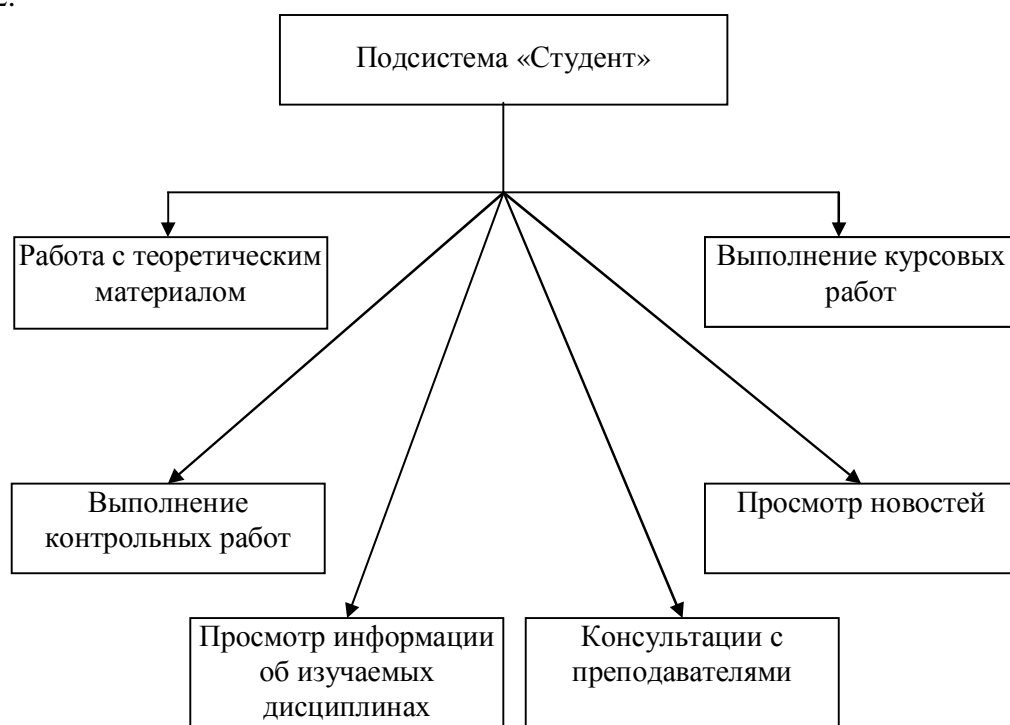 2.
Подсистема «Студент»
Работа с теоретическим
материалом
Выполнение курсовых
работ
Выполнение
контрольных работ
Просмотр новостей
Просмотр информации
об изучаемых
дисциплинах
Консультации с
преподавателями